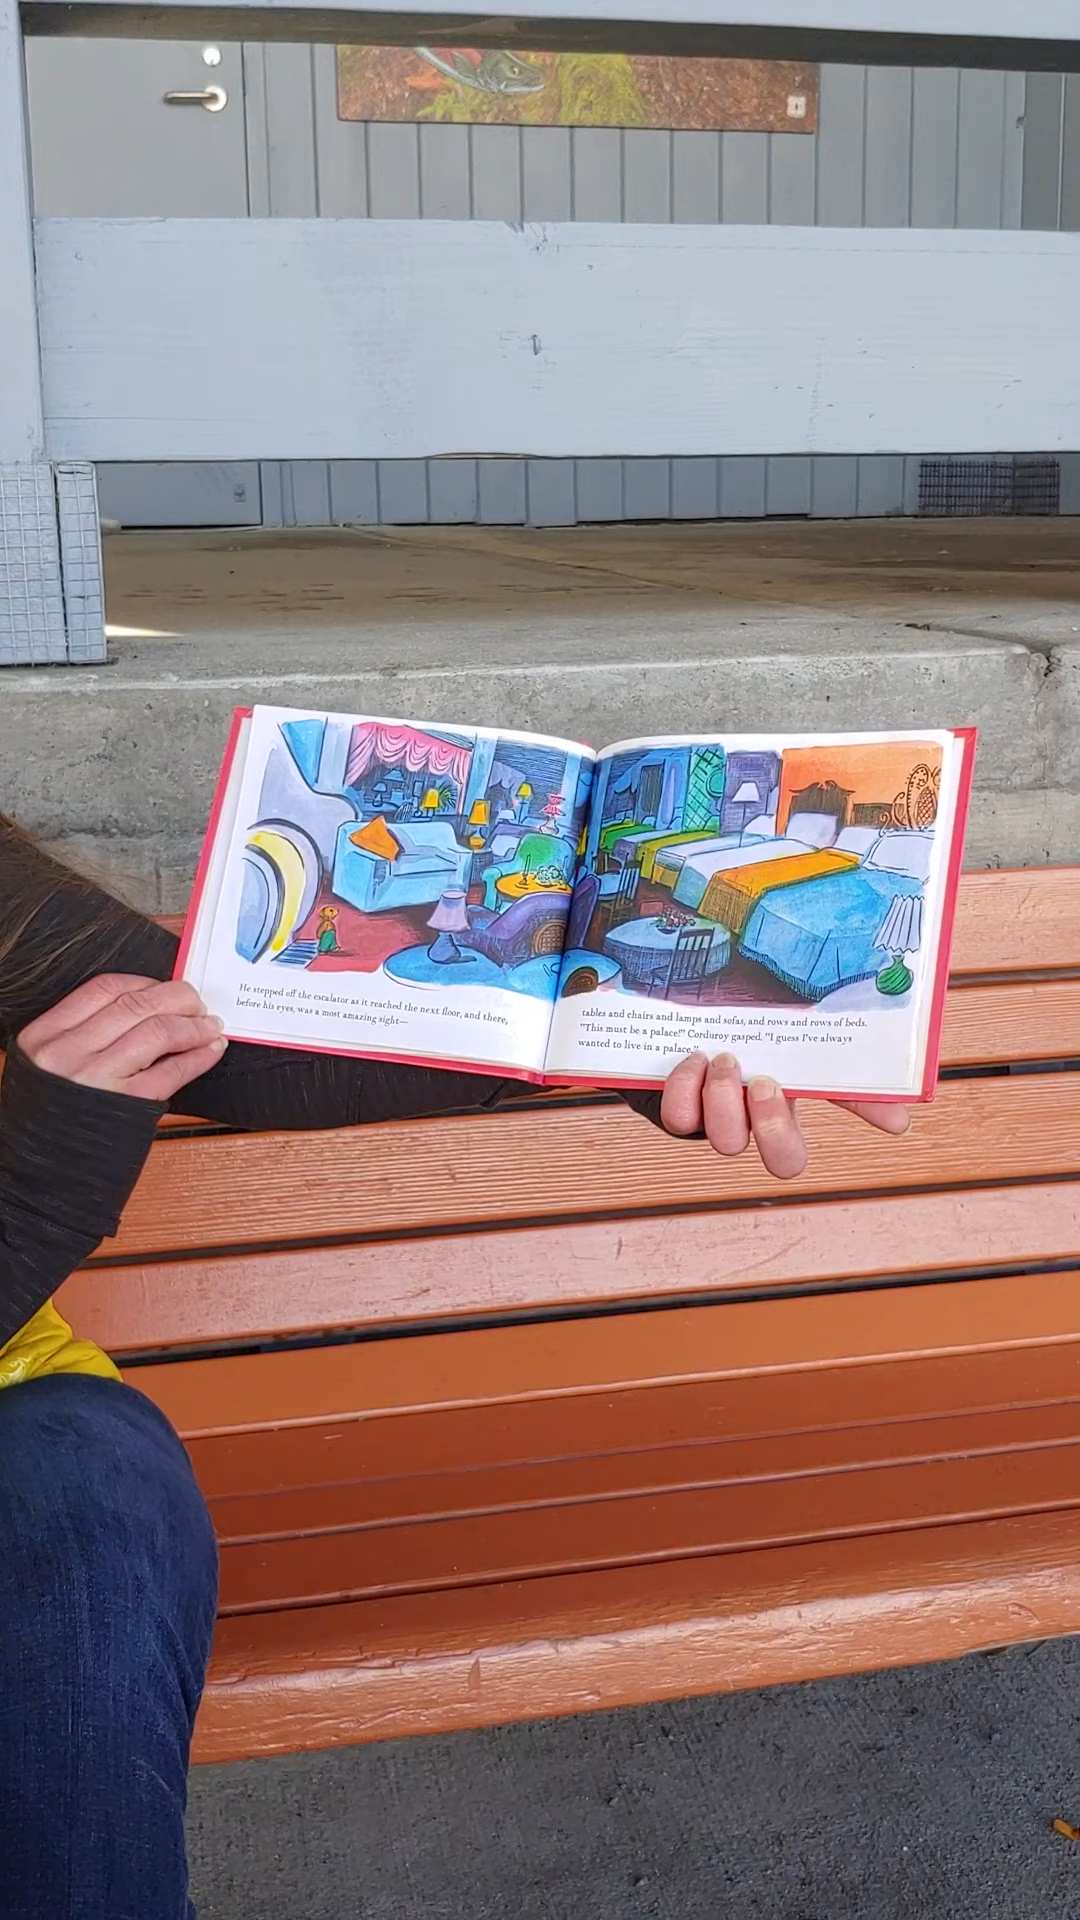 He stepped off the escalator as it reached the next floor, and there,
before his eyes, was a most amazing sight—
tables and chairs and lamps and sofas, and rows and rows of beds.
"This must be a palace!" Corduroy gasped. "I guess I've always
wanted to live in a palace."